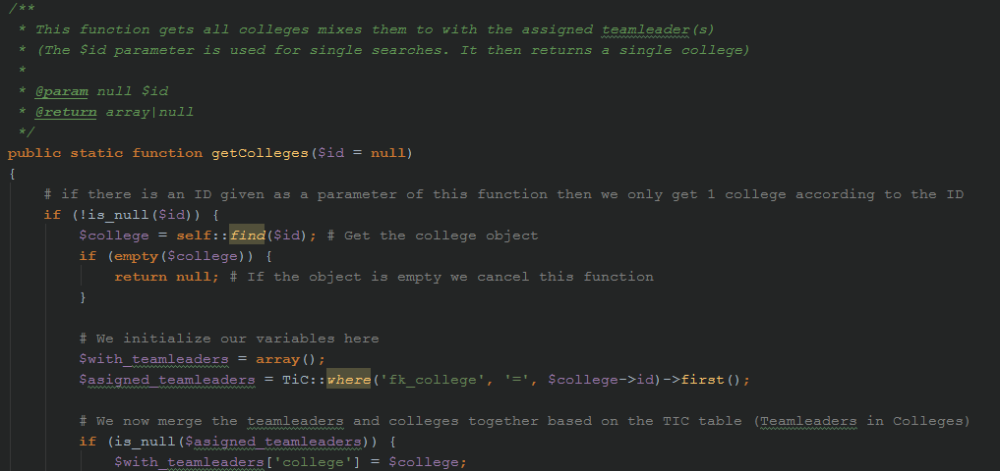 /**
* This function gets all colleges mixes them to with the assigned teamleader(s)
* (The $id parameter is used for single searches. It then returns a single college)
*
* @param null $id
* @return array|null
*/
public static function getColleges($id = null)
{
# if there is an ID given as a parameter of this function then we only get 1 college according to the ID
if (!is_null($id)) {
$college = self::find($id); # Get the college object
if (empty($college)) {
return null; # If the object is empty we cancel this function
}
# We initialize our variables here
$with_teamleaders = array();
$asigned_teamleaders = TiC::where('fk_college', '=', $college->id)->first();
# We now merge the teamleaders and colleges together based on the TIC table (Teamleaders in Colleges)
if (is_null($asigned_teamleaders)) {
$with_teamleaders['college'] = $college;